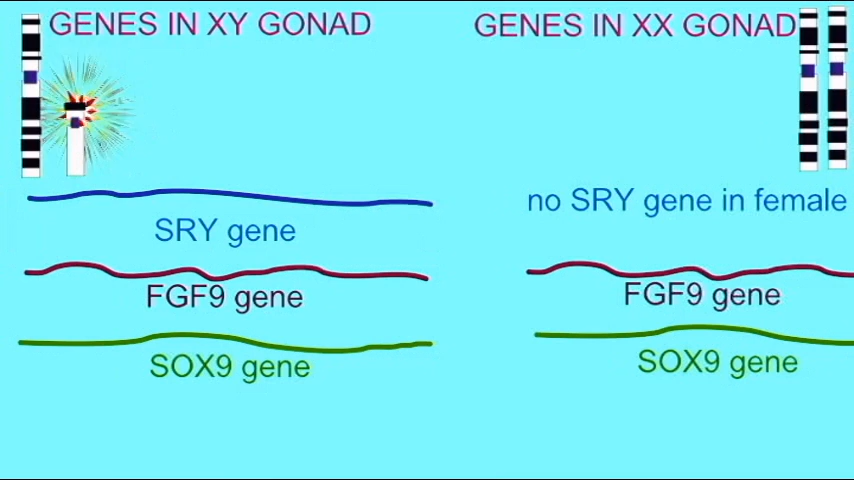 GENES IN XY GONAD
SRY gene
FGF9 gene
SOX9 gene
GENES IN XX GONAD
no SRY gene in female
FGF9 gene
SOX9 gene